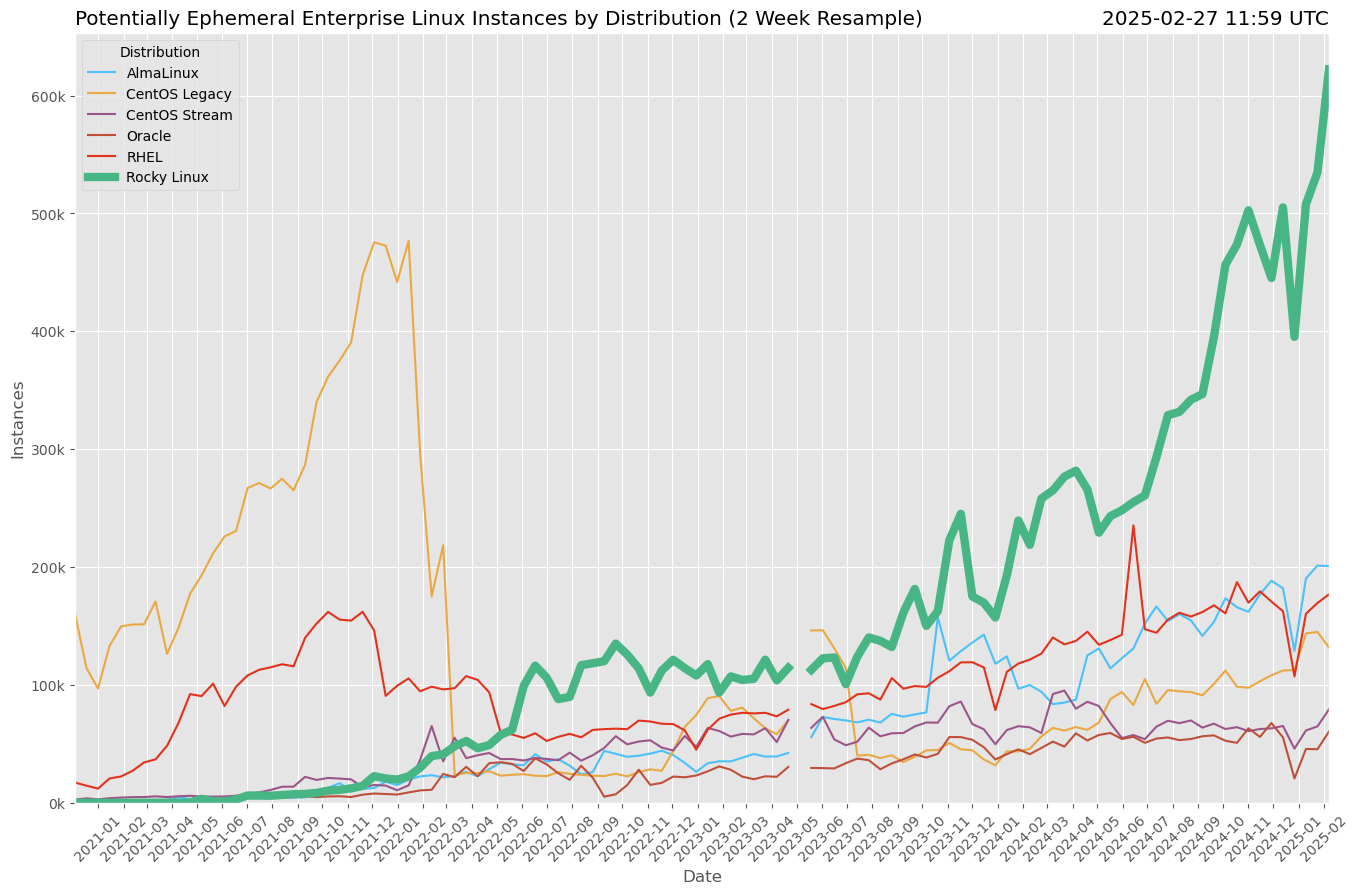 Potentially Ephemeral Enterprise Linux Instances by Distribution (2 Week Resample)
2025-02-27 11:59 UTC
Distribution
AlmaLinux
CentOS Legacy
CentOS Stream
Oracle
RHEL
Rocky Linux
Instances
600k
500k
400k
300k
200k
100k
0k
2021-01
2021-02
2021-03
2021-04
2021-05
2021-06
2021-07
2021-08
2021-09
2021-10
2021-11
2021-12
2022-01
2022-02
2022-03
2022-04
2022-05
2022-06
2022-07
2022-08
2022-09
2022-10
2022-11
2022-12
2023-01
2023-02
2023-03
2023-04
2023-05
2023-06
2023-07
2023-08
2023-09
2023-10
2023-11
2023-12
2024-01
2024-02
2024-03
2024-04
2024-05
2024-06
2024-07
2024-08
2024-09
2024-10
2024-11
2024-12
2025-01
2025-02
Date